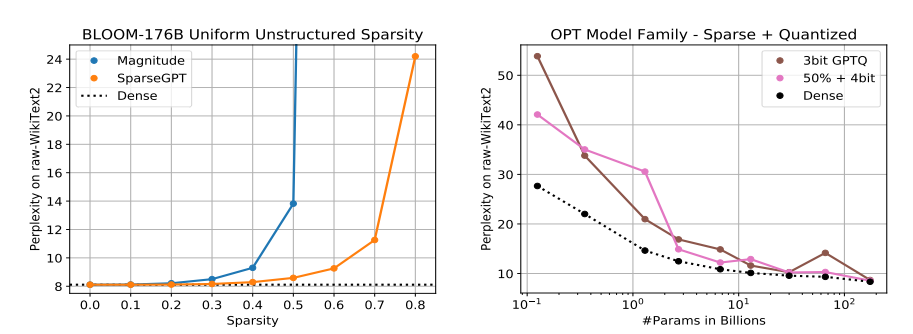 BLOOM-176B Uniform Unstructured Sparsity
Magnitude
SparseGPT
Dense
24
22
20
18
16
14
12
10
8
Perplexity on raw-WikiText2
0.0 0.1 0.2 0.3 0.4 0.5 0.6 0.7 0.8
Sparsity
OPT Model Family - Sparse + Quantized
3bit GPTQ
50% + 4bit
Dense
50
40
30
20
10
Perplexity on raw-WikiText2
10⁻¹ 10⁰ 10¹ 10²
#Params in Billions